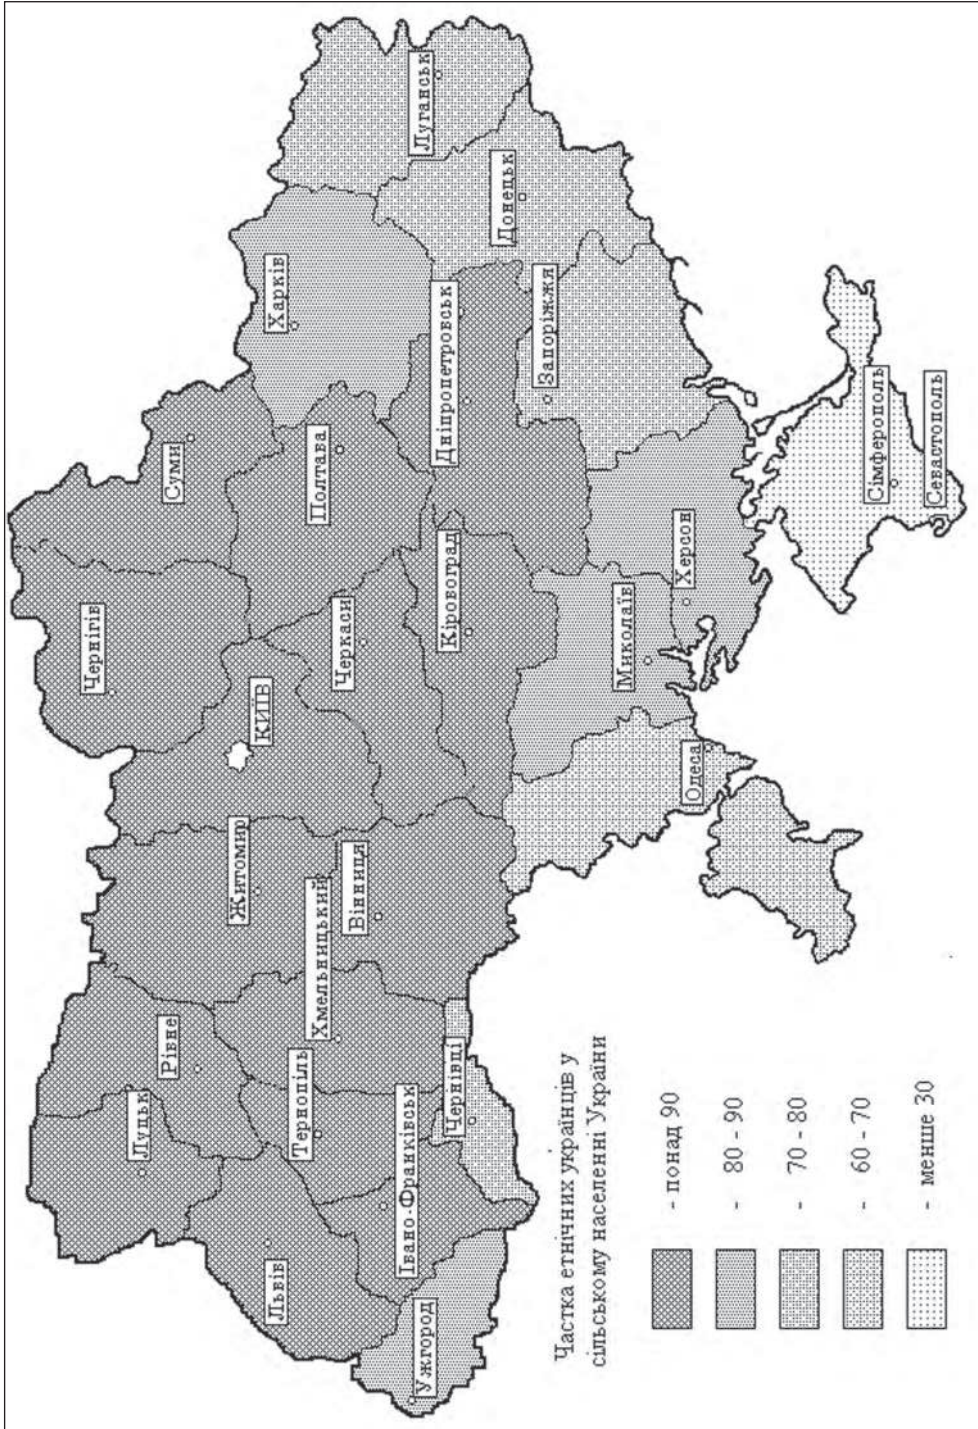 Луганськ
Харків
Донецьк
Суми
Дніпропетровськ
Запоріжжя
Полтава
Чернігів
Сімферополь
Севастополь
Кіровоград
Черкаси
Херсон
КИЇВ
Миколаїв
Житомир
Одеса
Хмельницький
Вінниця
Рівне
Луцьк
Тернопіль
Чернівці
Івано-Франківськ
Львів
Ужгород
Частка етнічних українців у
сільському населенні України
- понад 90
- 80 - 90
- 70 - 80
- 60 - 70
- менше 30